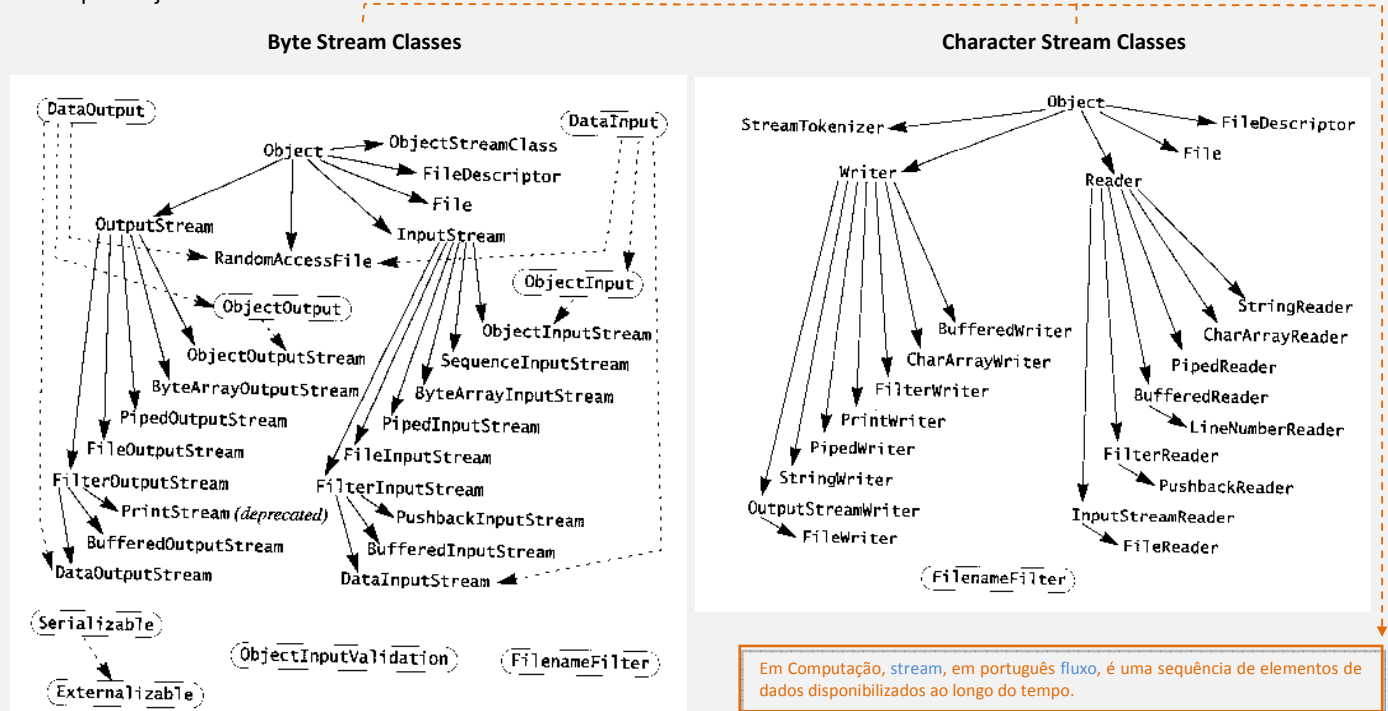 Byte Stream Classes
Character Stream Classes
DataOutput
DataInput
Object
ObjectStreamClass
FileDescriptor
File
OutputStream
InputStream
RandomAccessFile
ObjectInput
ObjectOutput
ObjectInputStream
ObjectOutputStream
SequenceInputStream
ByteArrayOutputStream
ByteArrayInputStream
PipedOutputStream
PipedInputStream
FileOutputStream
FileInputStream
FilterOutputStream
FilterInputStream
PrintStream (deprecated)
PushbackInputStream
BufferedOutputStream
BufferedInputStream
DataOutputStream
DataInputStream
Serializable
ObjectInputValidation
FilenameFilter
Externalizable
Object
StreamTokenizer
FileDescriptor
File
Writer
Reader
StringReader
BufferedWriter
CharArrayReader
CharArrayWriter
PipedReader
FilterWriter
BufferedReader
PrintWriter
LineNumberReader
PipedWriter
FilterReader
StringWriter
PushbackReader
OutputStreamWriter
InputStreamReader
FileWriter
FileReader
FilenameFilter
Em Computação, stream, em português fluxo, é uma sequência de elementos de
dados disponibilizados ao longo do tempo.